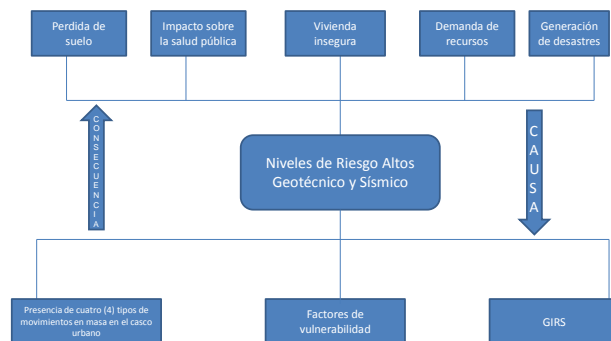 Perdida de
suelo
Impacto sobre
la salud pública
Vivienda
insegura
Demanda de
recursos
Generación
de desastres
CONSECUENCIA
CAUSA
Niveles de Riesgo Altos
Geotécnico y Sísmico
Presencia de cuatro (4) tipos de
movimientos en masa en el casco
urbano
Factores de
vulnerabilidad
GIRS